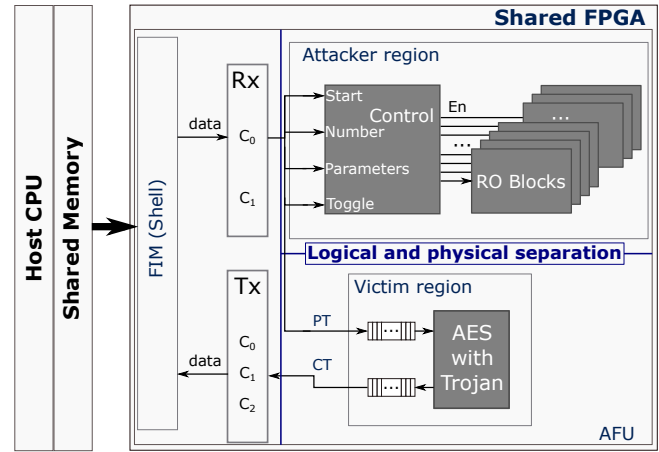 Shared FPGA
Host CPU
Shared Memory
FIM (Shell)
data
Rx
C0
C1
Attacker region
Start
Number
Parameters
Toggle
Control
En
...
...
RO Blocks
Logical and physical separation
Tx
C0
C1
C2
data
Victim region
PT
...
CT
...
AES
with
Trojan
AFU